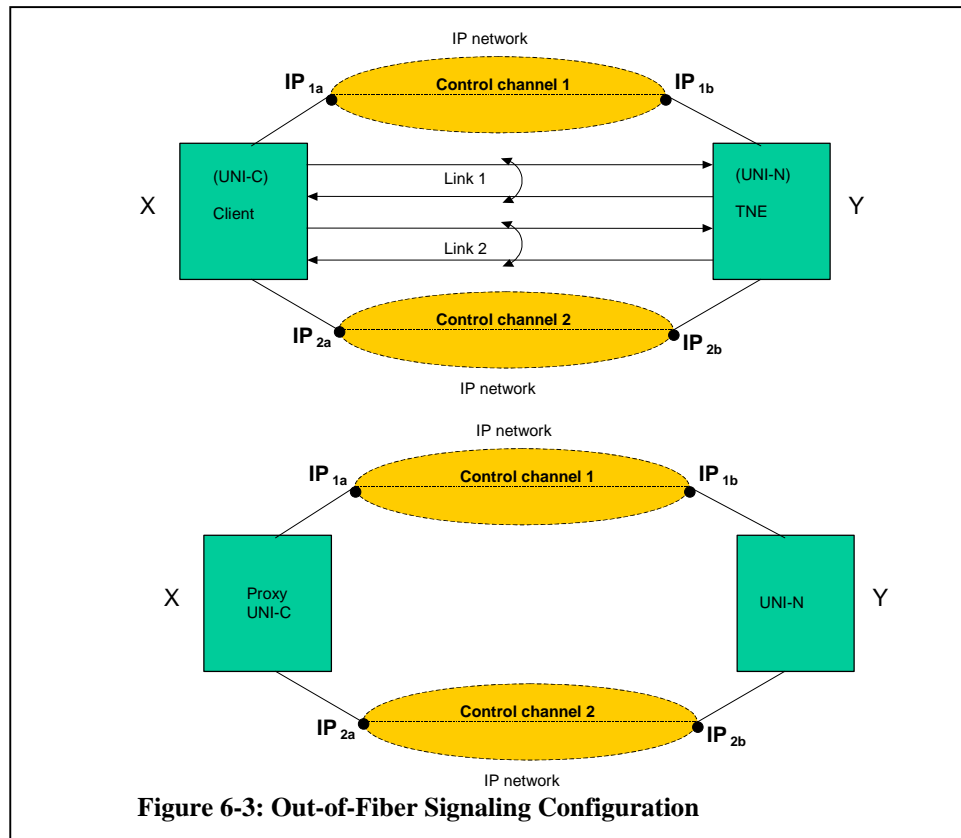 IP network
IP 1a
Control channel 1
IP 1b
(UNI-C)
Client
X
Link 1
Link 2
(UNI-N)
TNE
Y
IP 2a
Control channel 2
IP 2b
IP network
IP network
IP 1a
Control channel 1
IP 1b
X
Proxy
UNI-C
UNI-N
Y
IP 2a
Control channel 2
IP 2b
IP network
Figure 6-3: Out-of-Fiber Signaling Configuration